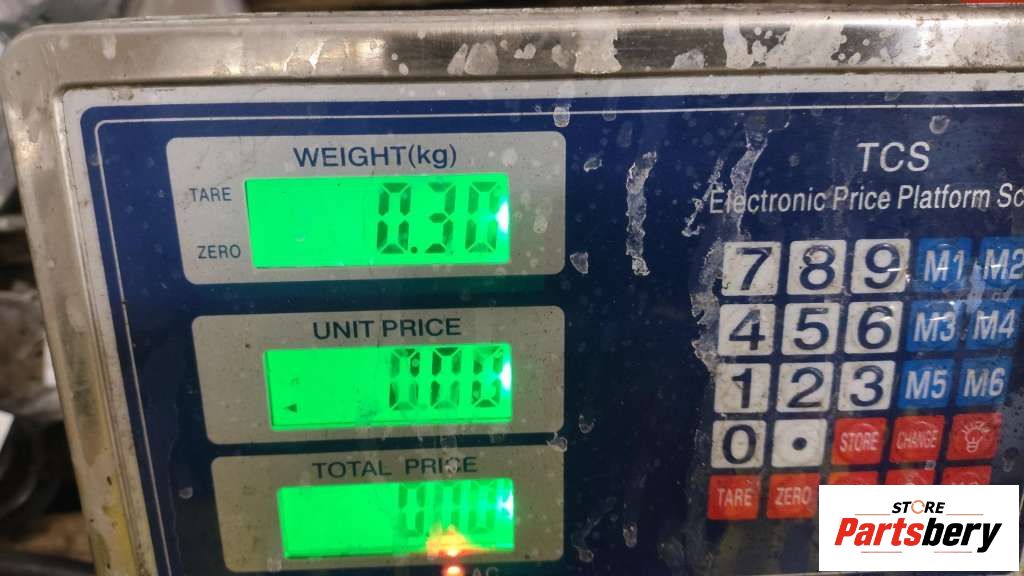 WEIGHT(kg)
TARE
0.30
ZERO
UNIT PRICE
0.00
TOTAL PRICE
0.00
AC
TCS
Electronic Price Platform Sc
7 8 9 M1 M2
4 5 6 M3 M4
1 2 3 M5 M6
0 . STORE CHANGE
TARE ZERO
STORE
Partsbery